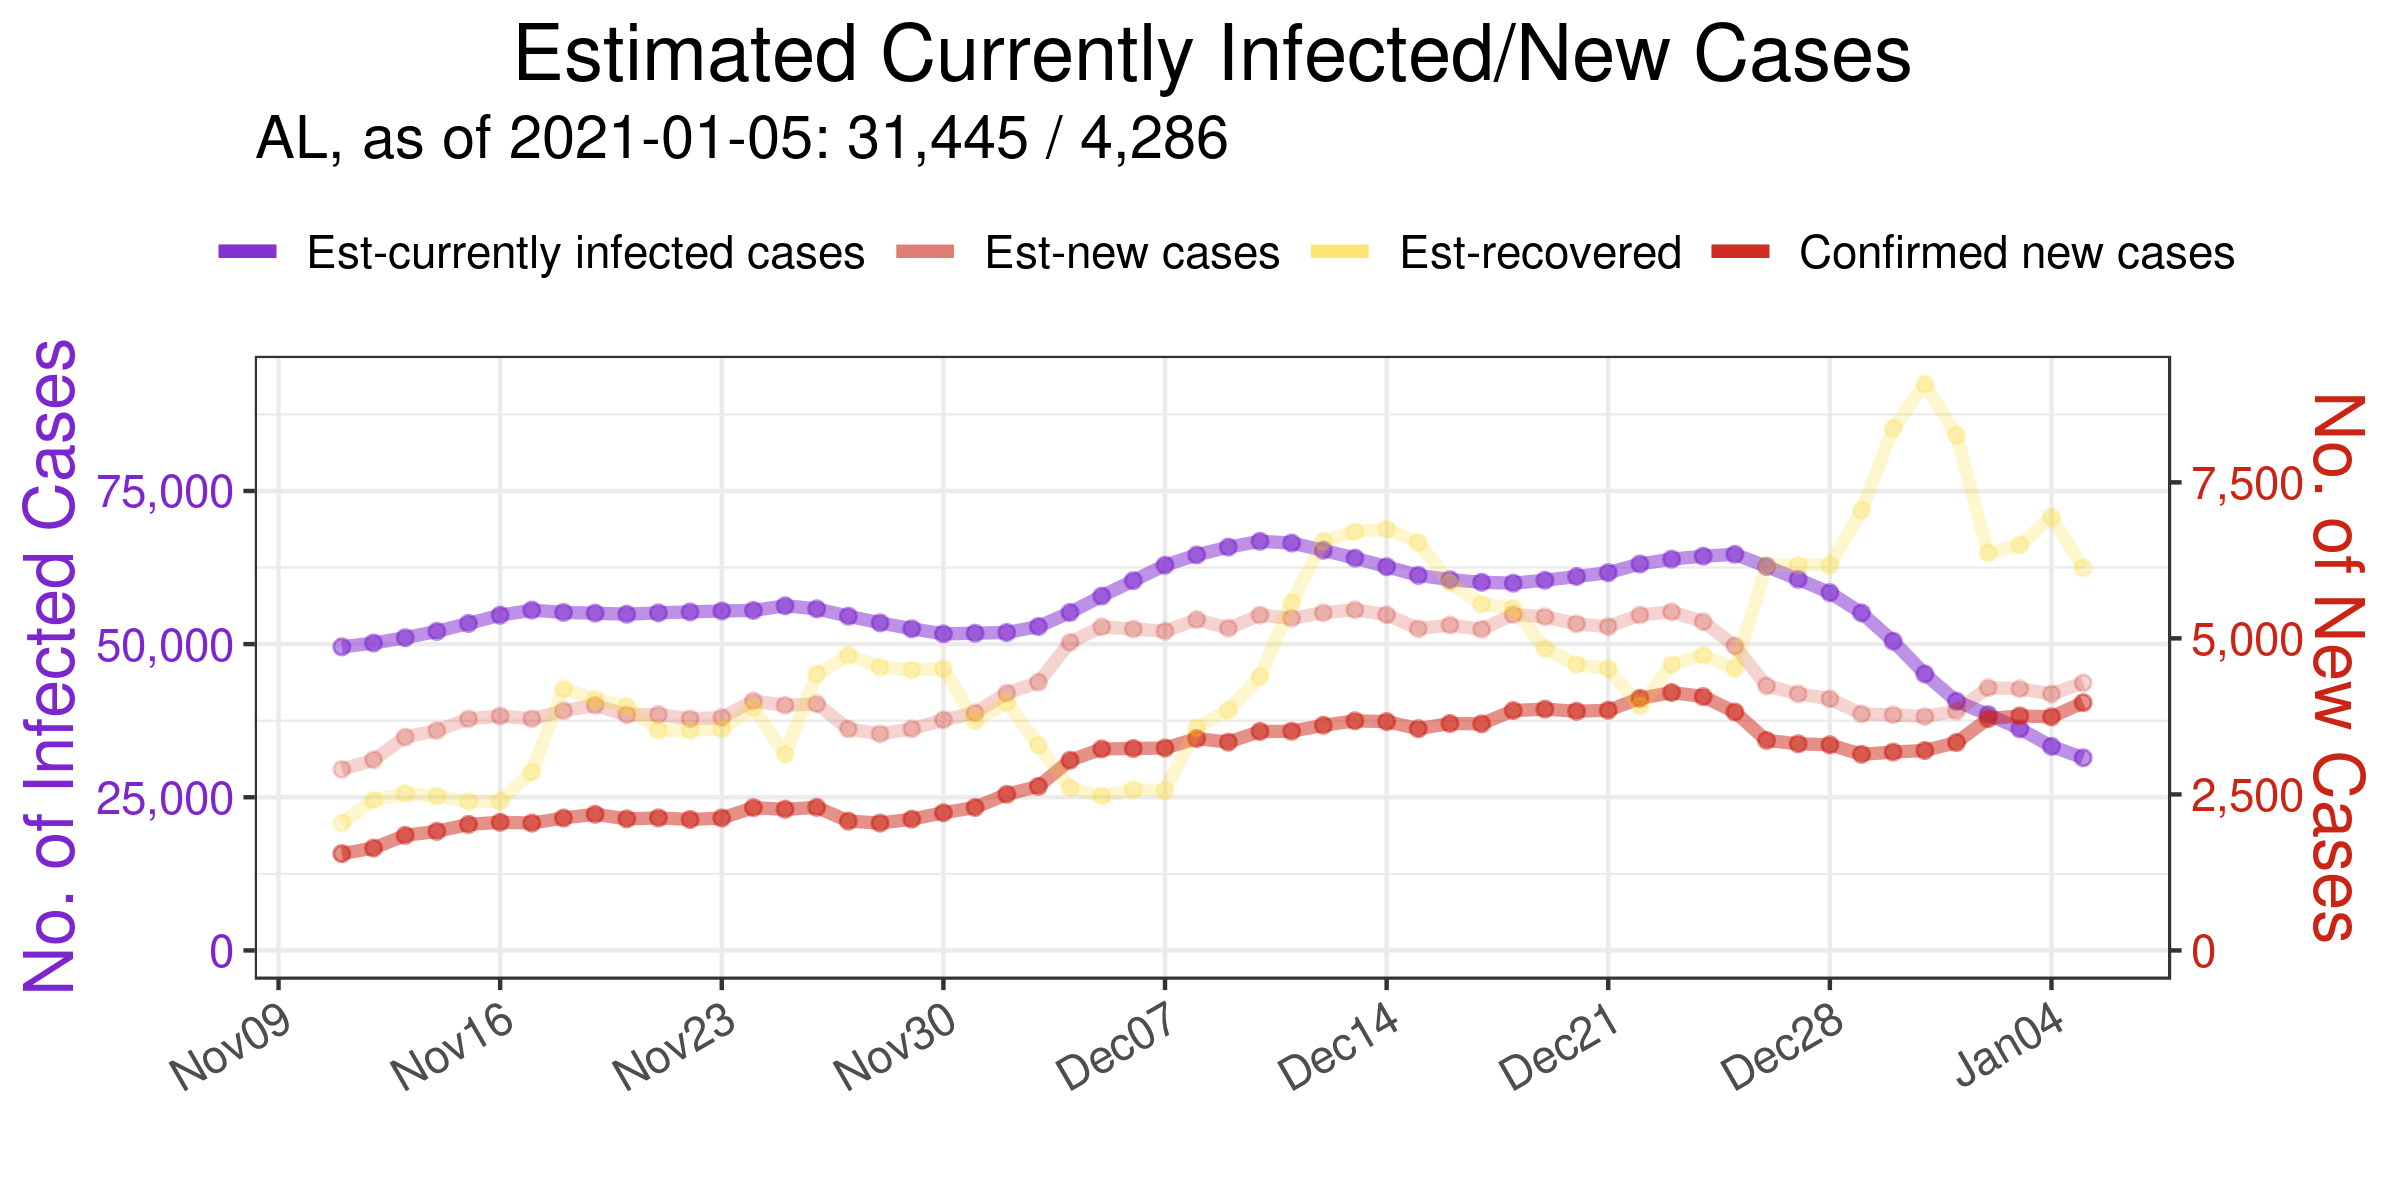 Estimated Currently Infected/New Cases
AL, as of 2021-01-05: 31,445 / 4,286
Est-currently infected cases Est-new cases Est-recovered Confirmed new cases
No. of Infected Cases
75,000
50,000
25,000
0
No. of New Cases
7,500
5,000
2,500
0
Nov09 Nov16 Nov23 Nov30 Dec07 Dec14 Dec21 Dec28 Jan04